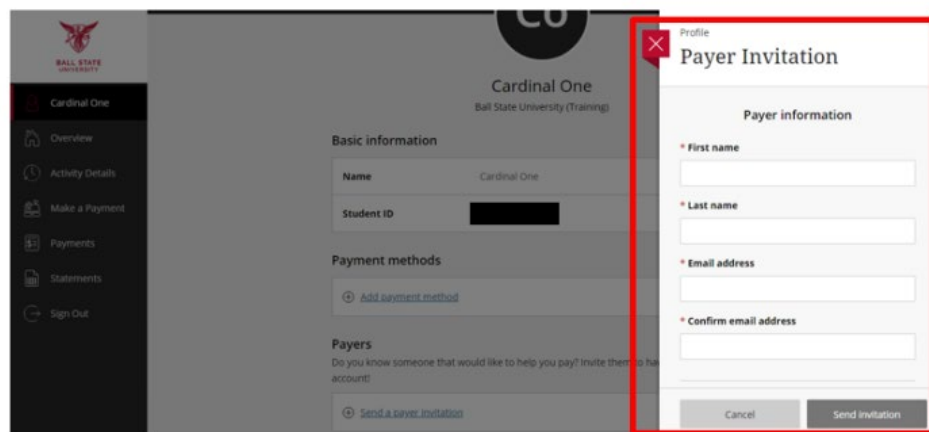 BALL STATE
UNIVERSITY
Cardinal One
Overview
Activity Details
Make a Payment
Payments
Statements
Sign Out
Co
Cardinal One
Ball State University (Training)
Basic information
Name Cardinal One
Student ID
Payment methods
Add payment method
Payers
Do you know someone that would like to help you pay? Invite them to
account!
Send a payer invitation
Profile
Payer Invitation
Payer information
* First name
* Last name
* Email address
* Confirm email address
Cancel Send invitation